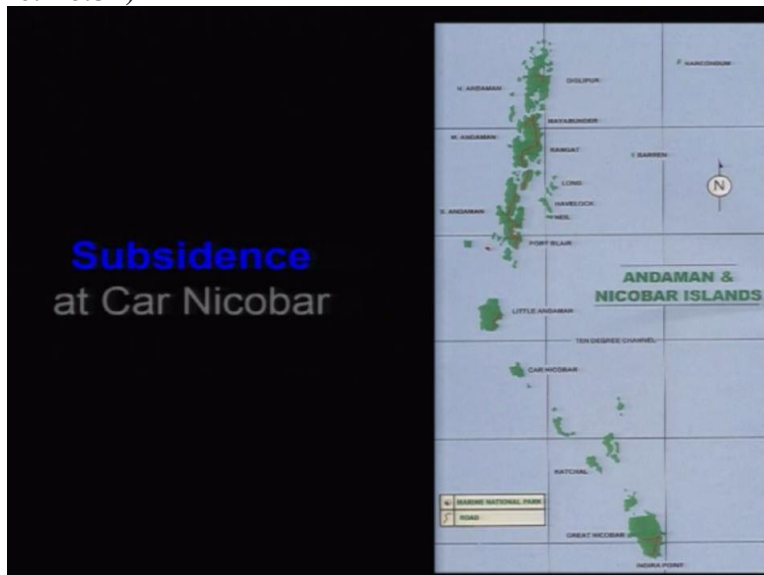 Subsidence
at Car Nicobar
NARCONDUM
DIGLIPUR
N. ANDAMAN
MAYABUNDER
M. ANDAMAN
RANGAT
BARREN
LONG
N
HAVELOCK
S. ANDAMAN
NEIL
PORT BLAIR
ANDAMAN &
NICOBAR ISLANDS
LITTLE ANDAMAN
TEN DEGREE CHANNEL
CAR NICOBAR
KATCHAL
MARINE NATIONAL PARK
ROAD
GREAT NICOBAR
INDIRA POINT